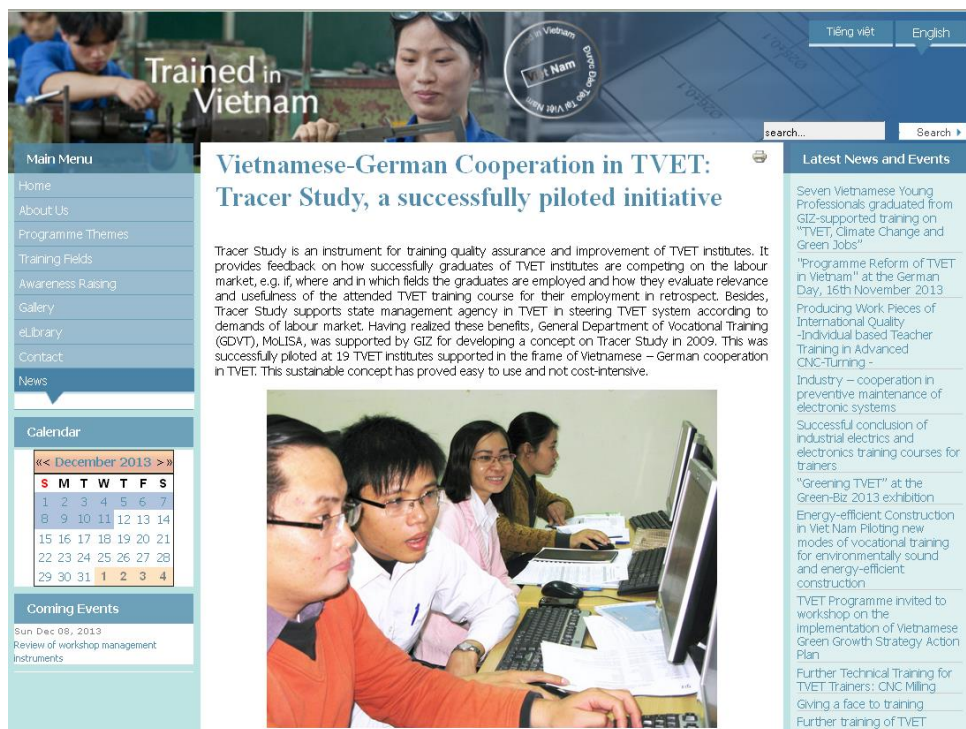 Trained in
Vietnam
Viet Nam
Được Đào Tạo Tại Việt Nam
Tiếng việt
English
search...
Search
Main Menu
Home
About Us
Programme Themes
Training Fields
Awareness Raising
Gallery
eLibrary
Contact
News
Calendar
«< December 2013 >»
S M T W T F S
1 2 3 4 5 6 7
8 9 10 11 12 13 14
15 16 17 18 19 20 21
22 23 24 25 26 27 28
29 30 31 1 2 3 4
Coming Events
Sun Dec 08, 2013
Review of workshop management
instruments
Vietnamese-German Cooperation in TVET:
Tracer Study, a successfully piloted initiative
Tracer Study is an instrument for training quality assurance and improvement of TVET institutes. It
provides feedback on how successfully graduates of TVET institutes are competing on the labour
market, e.g. if, where and in which fields the graduates are employed and how they evaluate relevance
and usefulness of the attended TVET training course for their employment in retrospect. Besides,
Tracer Study supports state management agency in TVET in steering TVET system according to
demands of labour market. Having realized these benefits, General Department of Vocational Training
(GDVT), MoLISA, was supported by GIZ for developing a concept on Tracer Study in 2009. This was
successfully piloted at 19 TVET institutes supported in the frame of Vietnamese – German cooperation
in TVET. This sustainable concept has proved easy to use and not cost-intensive.
Latest News and Events
Seven Vietnamese Young
Professionals graduated from
GIZ-supported training on
"TVET, Climate Change and
Green Jobs"
"Programme Reform of TVET
in Vietnam" at the German
Day, 16th November 2013
Producing Work Pieces of
International Quality
-Individual based Teacher
Training in Advanced
CNC-Turning -
Industry – cooperation in
preventive maintenance of
electronic systems
Successful conclusion of
industrial electrics and
electronics training courses for
trainers
"Greening TVET" at the
Green-Biz 2013 exhibition
Energy-efficient Construction
in Viet Nam Piloting new
modes of vocational training
for environmentally sound
and energy-efficient
construction
TVET Programme invited to
workshop on the
implementation of Vietnamese
Green Growth Strategy Action
Plan
Further Technical Training for
TVET Trainers: CNC Milling
Giving a face to training
Further training of TVET